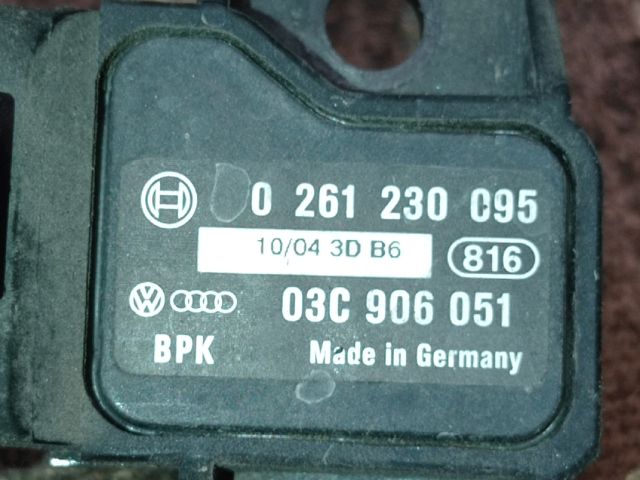 0 261 230 095
10/04 3D B6
816
03C 906 051
BPK Made in Germany